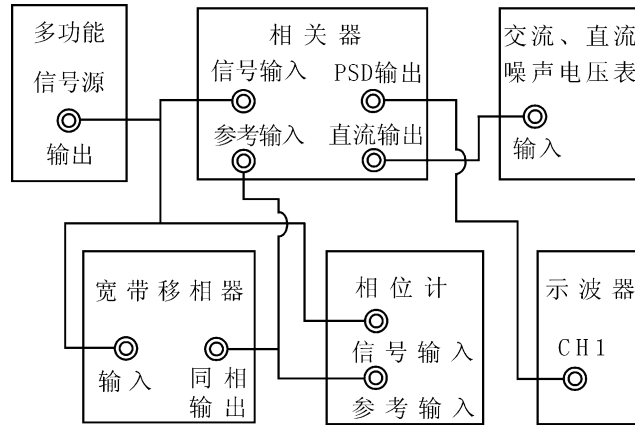 多功能
信号源
输出
相关器
信号输入
PSD输出
参考输入
直流输出
交流、直流
噪声电压表
输入
宽带移相器
输入
同相
输出
相位计
信号输入
参考输入
示波器
CH1